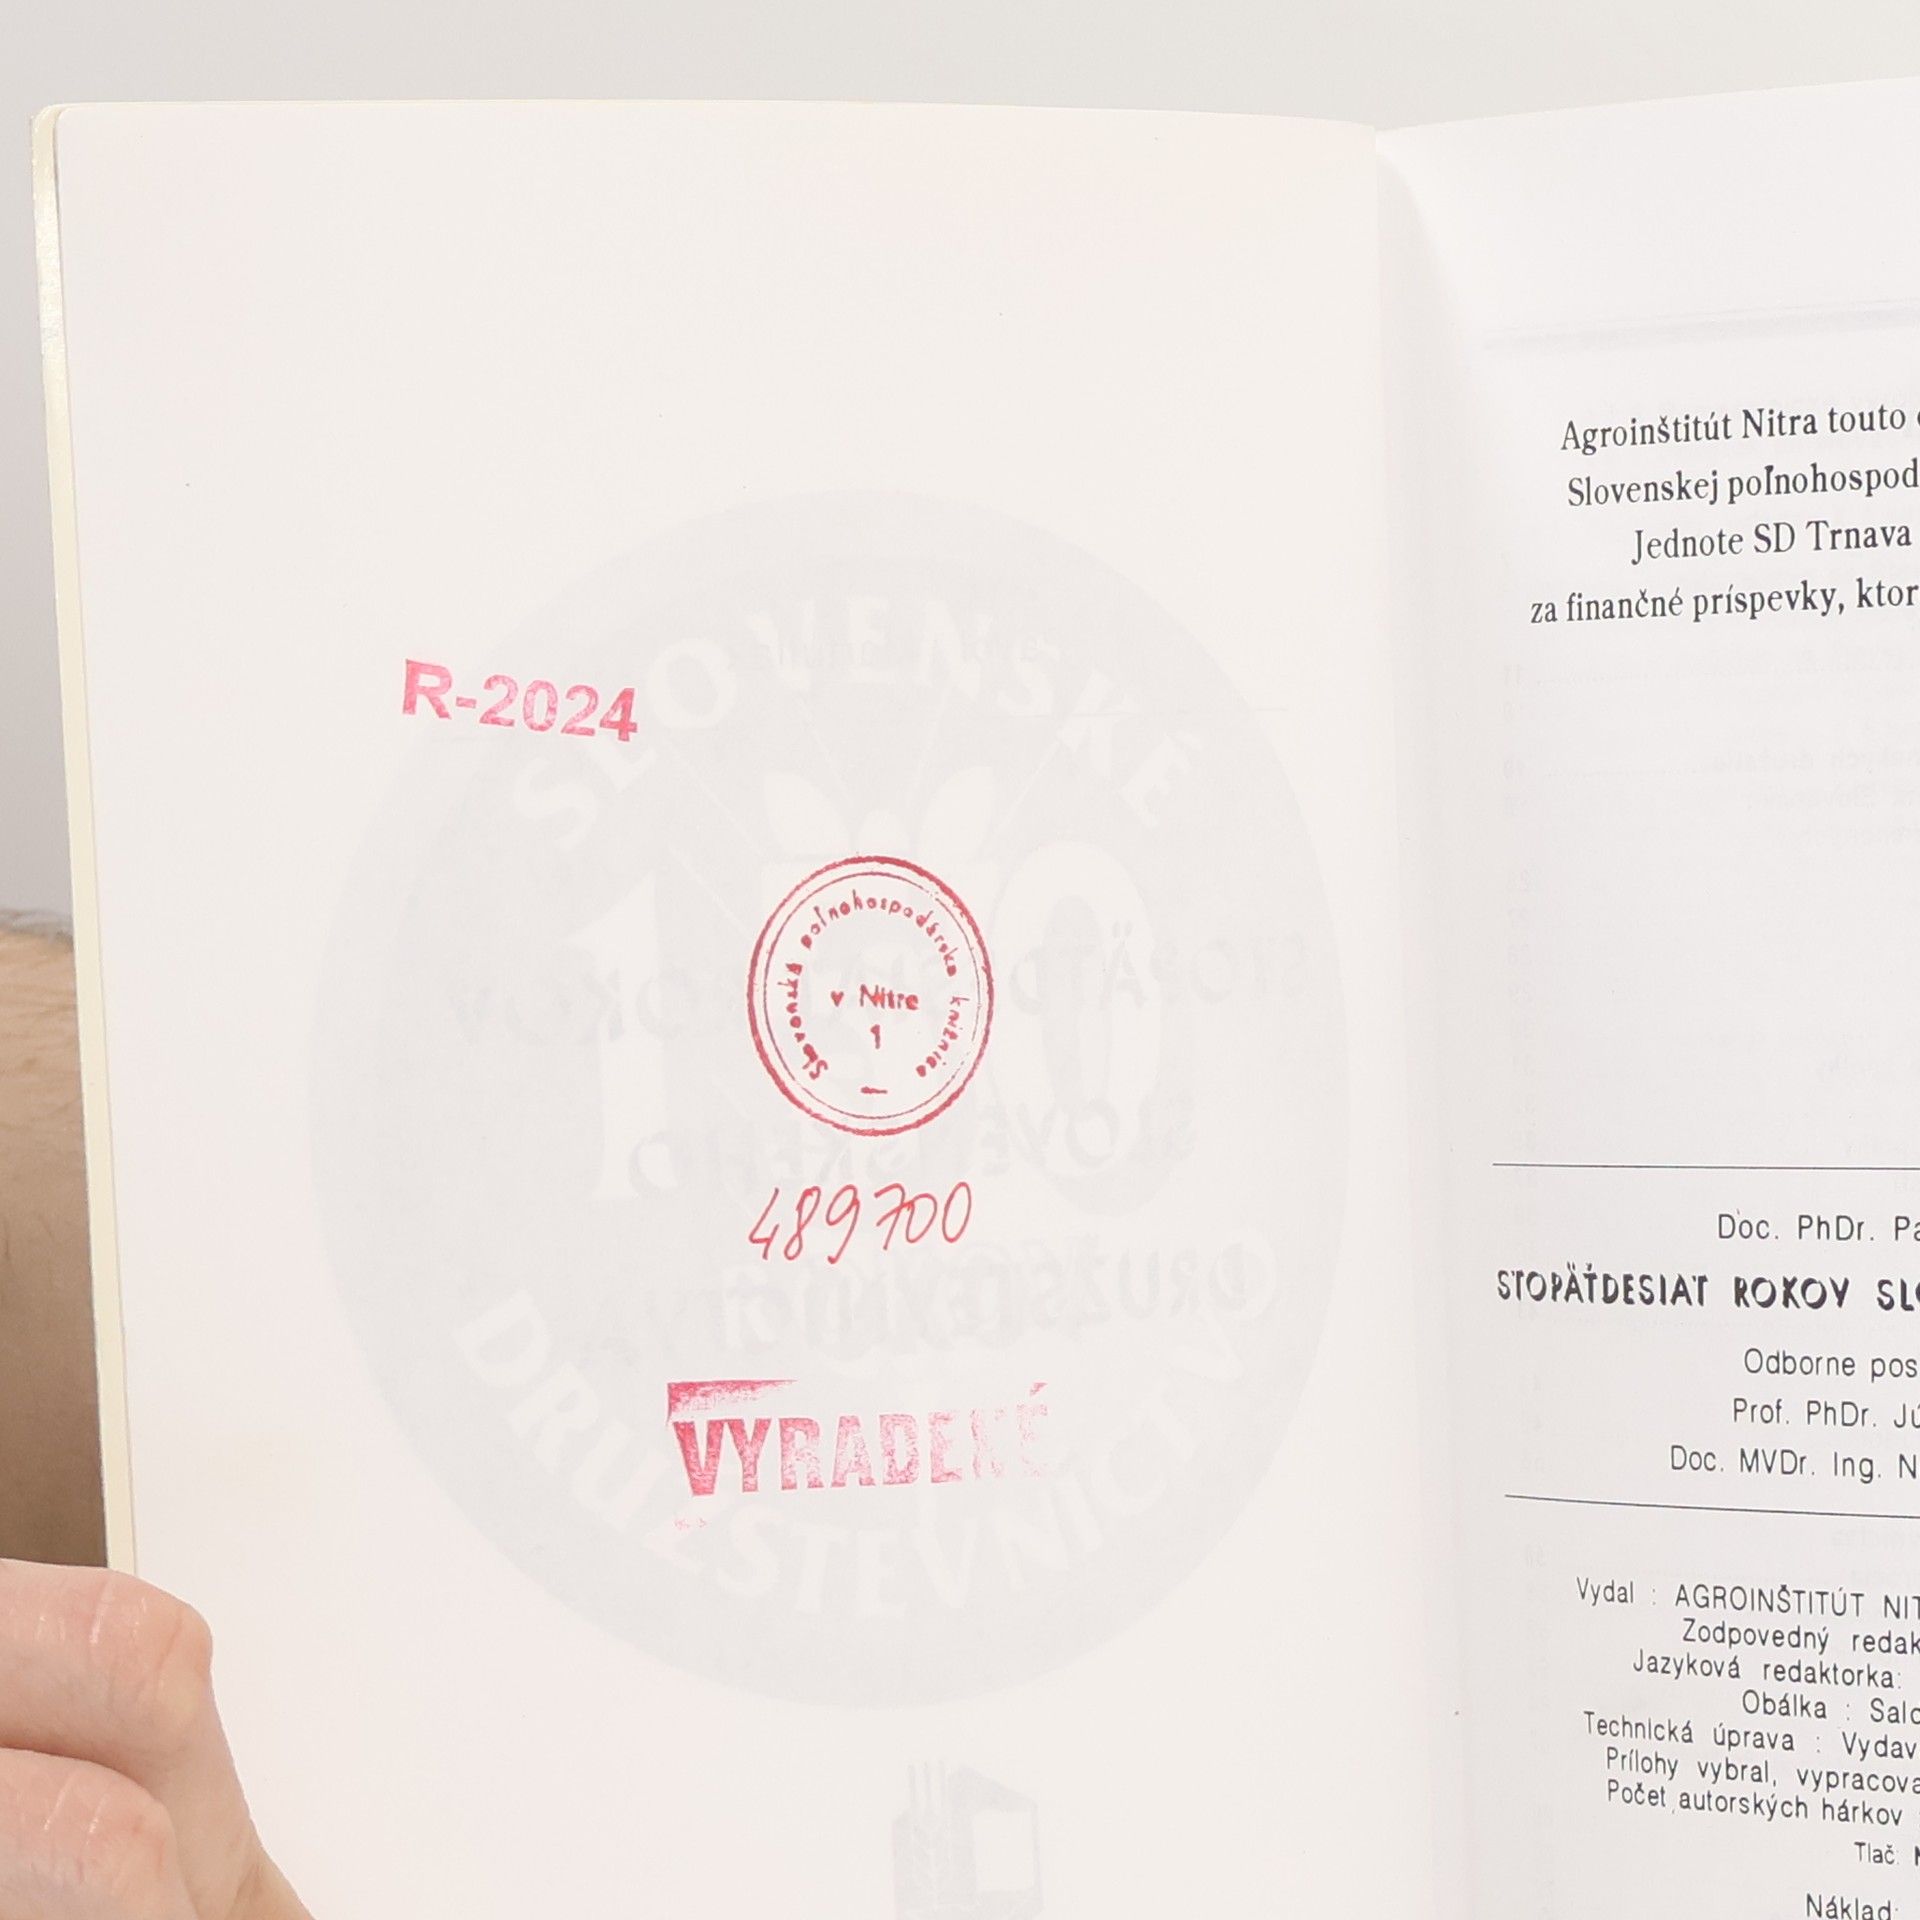 R-2024
Slovenská poľnohospodárska knižnica
v Nitre
1
489700
VYRADENÉ
Agroinštitút Nitra touto
Slovenskej poľnohospod
Jednote SD Trnava
za finančné príspevky, ktor
Doc. PhDr. Pa
STOPÄŤDESIAT ROKOV SLO
Odborne pos
Prof. PhDr. Jú
Doc. MVDr. Ing. N
Vydal : AGROINŠTITÚT NIT
Zodpovedný redak
Jazyková redaktorka:
Obálka : Salo
Technická úprava : Vydav
Prílohy vybral, vypracova
Počet autorských hárkov
Tlač:
Náklad: